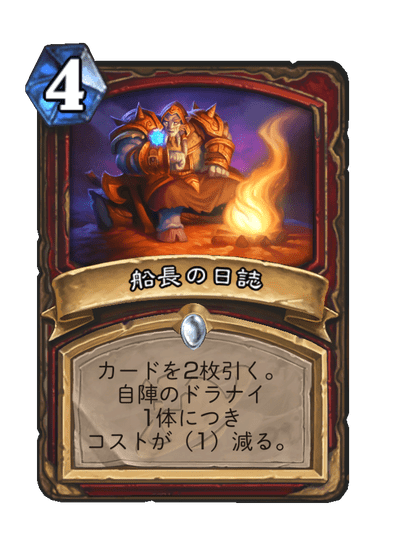 4
船長の日誌
カードを2枚引く。
自陣のドラナイ
1体につき
コストが（1）減る。